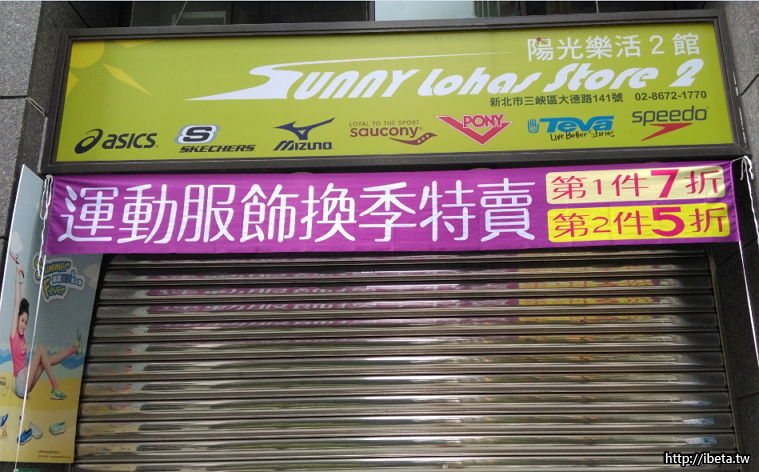 陽光樂活2館
SUNNY Lohas Store 2
新北市三峽區大德路141號 02-8672-1770
asics
S
SKECHERS
MIZUNO
LOYAL TO THE SPORT
saucony
PONY
Teva
Live Better Stories
speedo
運動服飾換季特賣
第1件7折
第2件5折
Summer
Fever
http://ibeta.tw